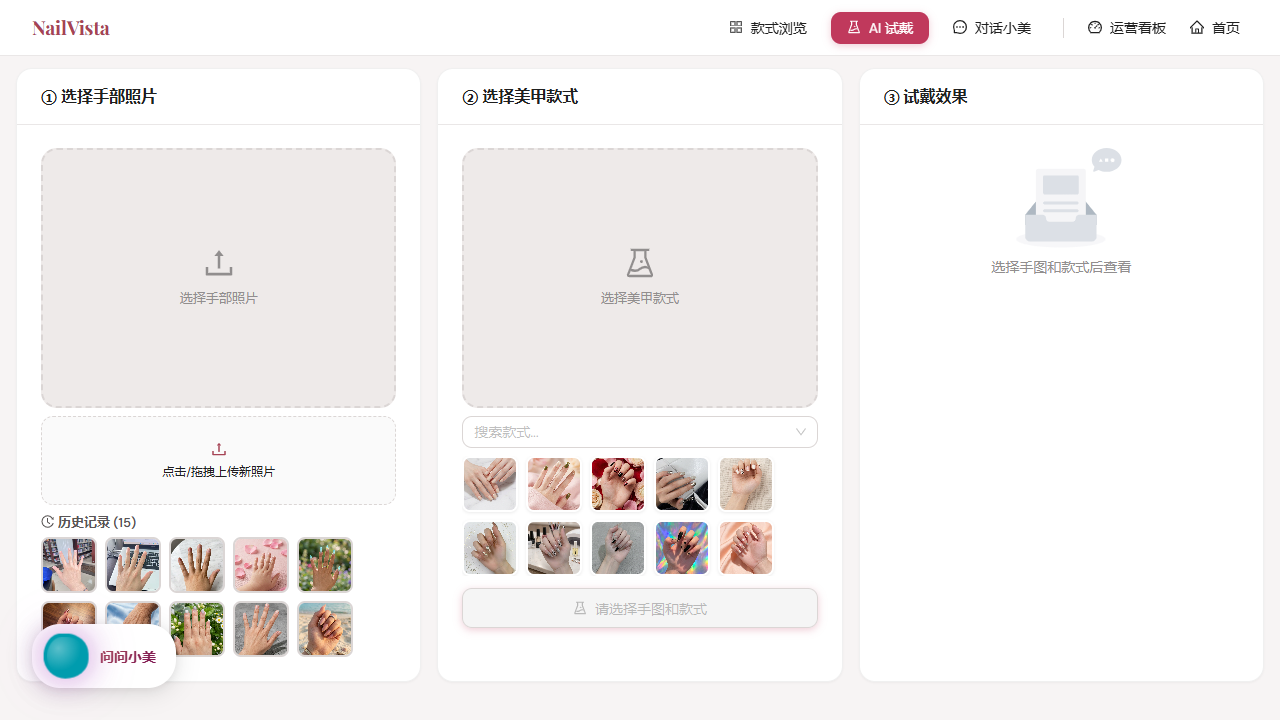 NailVista
款式浏览
AI 试戴
对话小美
运营看板
首页
① 选择手部照片
选择手部照片
点击/拖拽上传新照片
历史记录 (15)
问问小美
② 选择美甲款式
选择美甲款式
搜索款式...
请选择手图和款式
③ 试戴效果
选择手图和款式后查看